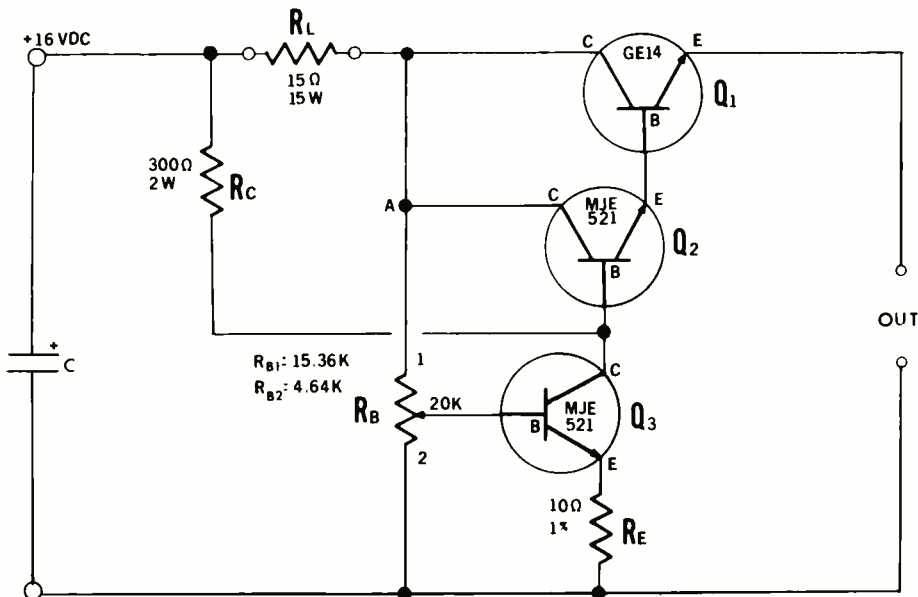 +16 VDC
RL
15Ω
15W
C
GE14
E
B
Q1
300Ω
2W
RC
A
C
MJE
521
E
B
Q2
OUT
+
C
RB1: 15.36K
RB2: 4.64K
1
RB
20K
2
C
B
MJE
521
E
Q3
10Ω
1%
RE